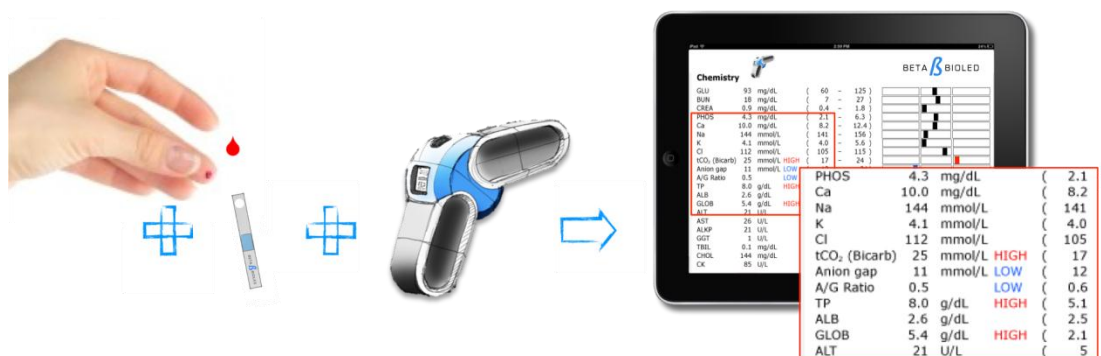 BETA ß BIOLED
Chemistry
GLU 93 mg/dL ( 60 - 125 )
BUN 18 mg/dL ( 7 - 27 )
CREA 0.9 mg/dL ( 0.4 - 1.8 )
PHOS 4.3 mg/dL ( 2.1 - 6.3 )
Ca 10.0 mg/dL ( 8.2 - 12.4 )
Na 144 mmol/L ( 141 - 156 )
K 4.1 mmol/L ( 4.0 - 5.6 )
Cl 112 mmol/L ( 105 - 115 )
tCO₂ (Bicarb) 25 mmol/L HIGH ( 17 - 24 )
Anion gap 11 mmol/L LOW
A/G Ratio 0.5 LOW
TP 8.0 g/dL HIGH
ALB 2.6 g/dL
GLOB 5.4 g/dL HIGH
ALT 21 U/L
AST 26 U/L
ALKP 21 U/L
GGT 1 U/L
TBIL 0.1 mg/dL
CHOL 144 mg/dL
CK 85 U/L
PHOS 4.3 mg/dL ( 2.1
Ca 10.0 mg/dL ( 8.2
Na 144 mmol/L ( 141
K 4.1 mmol/L ( 4.0
Cl 112 mmol/L ( 105
tCO₂ (Bicarb) 25 mmol/L HIGH ( 17
Anion gap 11 mmol/L LOW ( 12
A/G Ratio 0.5 LOW ( 0.6
TP 8.0 g/dL HIGH ( 5.1
ALB 2.6 g/dL ( 2.5
GLOB 5.4 g/dL HIGH ( 2.1
ALT 21 U/L ( 5